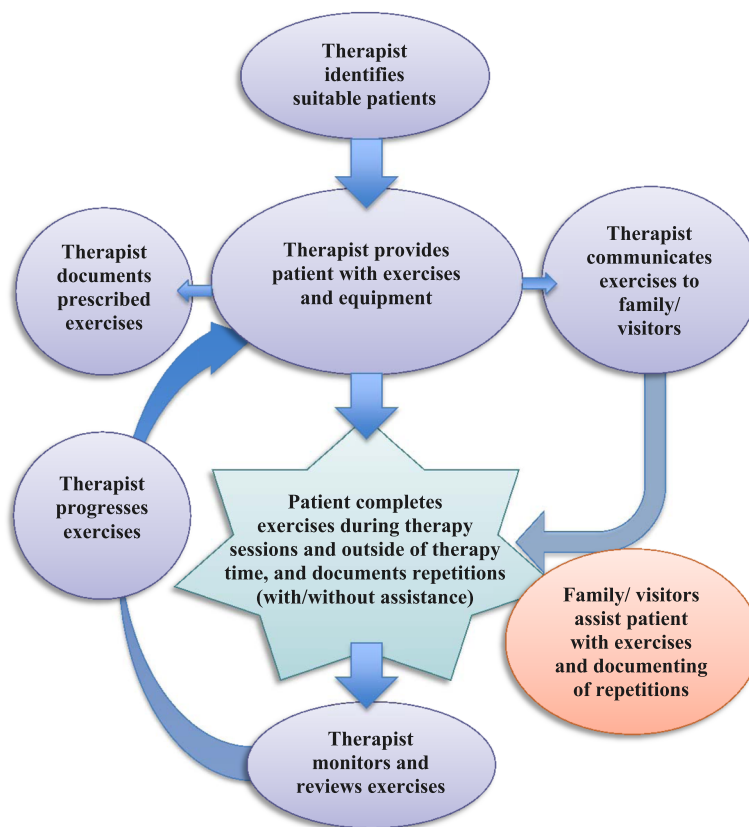 Therapist
identifies
suitable patients
Therapist provides
patient with exercises
and equipment
Therapist
documents
prescribed
exercises
Therapist
communicates
exercises to
family/
visitors
Therapist
progresses
exercises
Patient completes
exercises during therapy
sessions and outside of therapy
time, and documents repetitions
(with/without assistance)
Family/ visitors
assist patient
with exercises
and documenting
of repetitions
Therapist
monitors and
reviews exercises